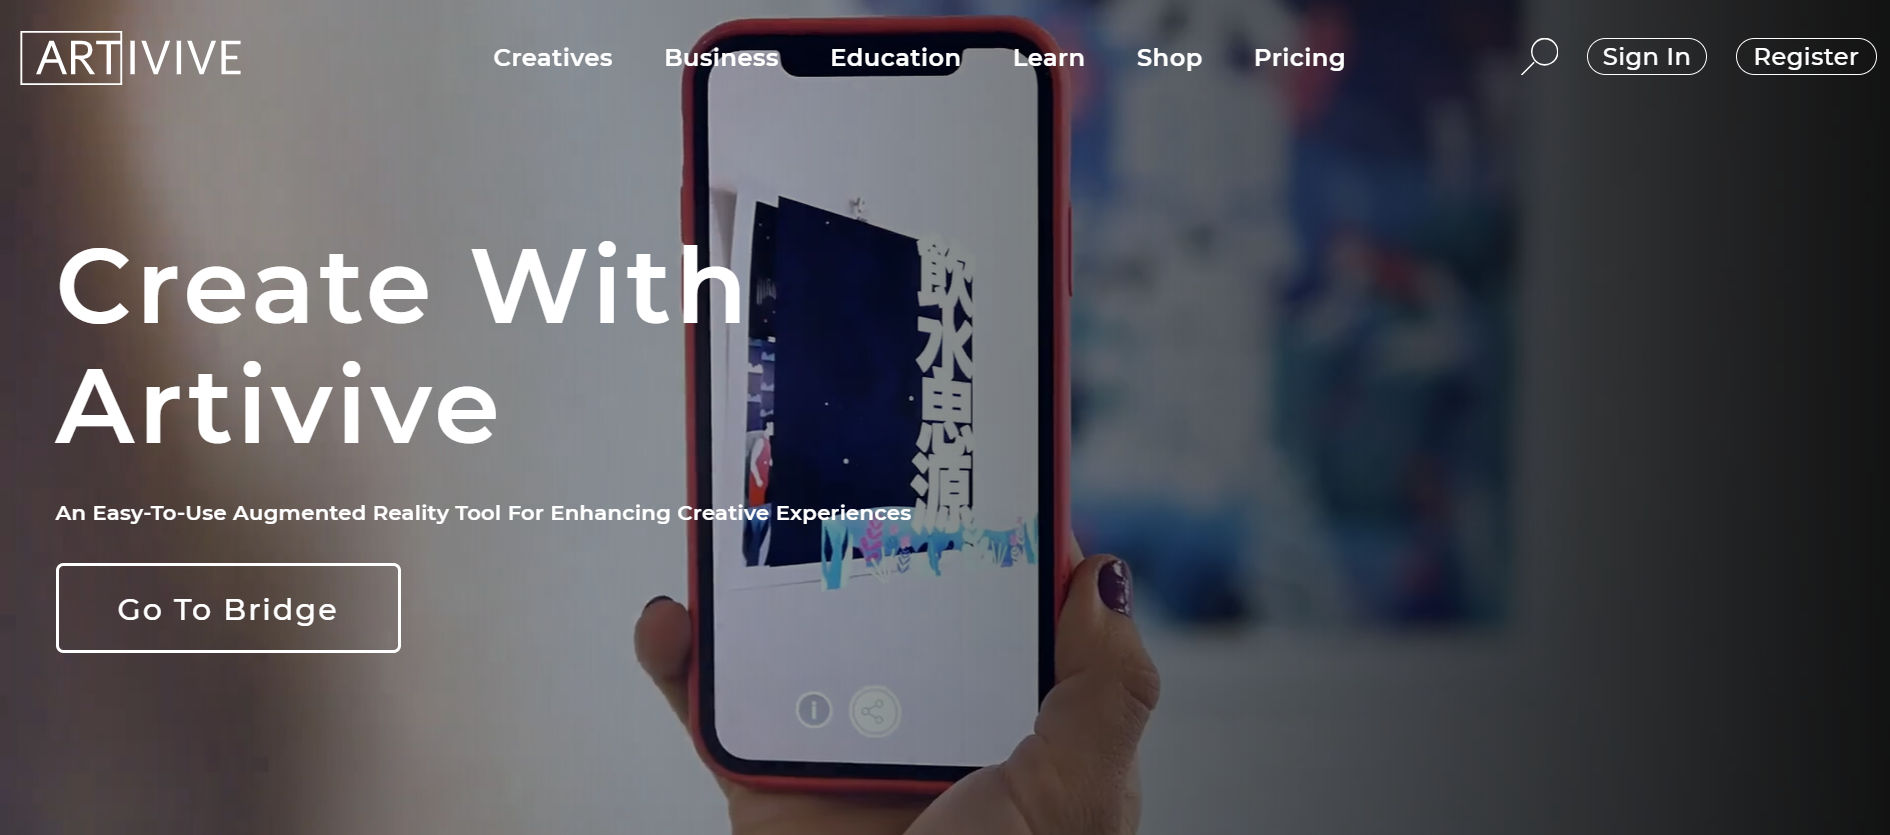 ARTIVIVE
Creatives Business Education Learn Shop Pricing
Sign In Register
Create With
Artivive
An Easy-To-Use Augmented Reality Tool For Enhancing Creative Experiences
Go To Bridge
飲水思源
i